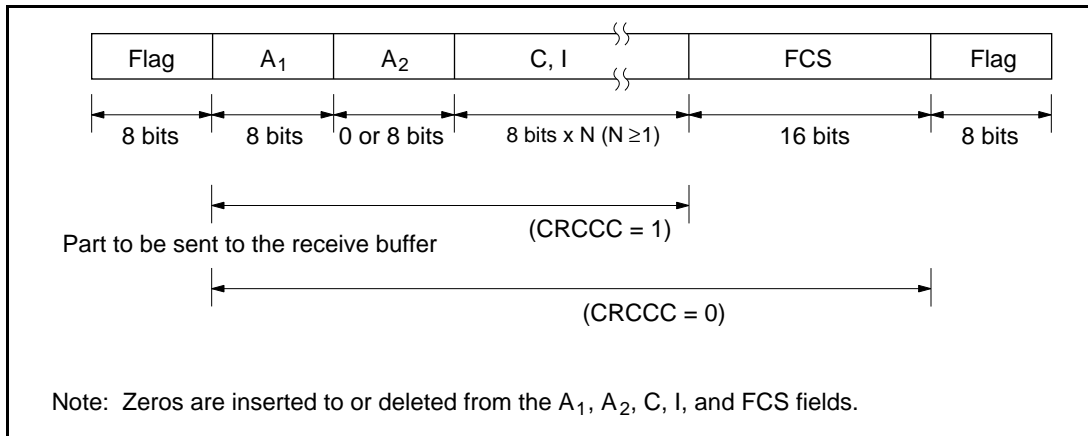 Flag A₁ A₂ C, I FCS Flag
8 bits 8 bits 0 or 8 bits 8 bits x N (N ≥1) 16 bits 8 bits
(CRCCC = 1)
Part to be sent to the receive buffer
(CRCCC = 0)
Note: Zeros are inserted to or deleted from the A₁, A₂, C, I, and FCS fields.